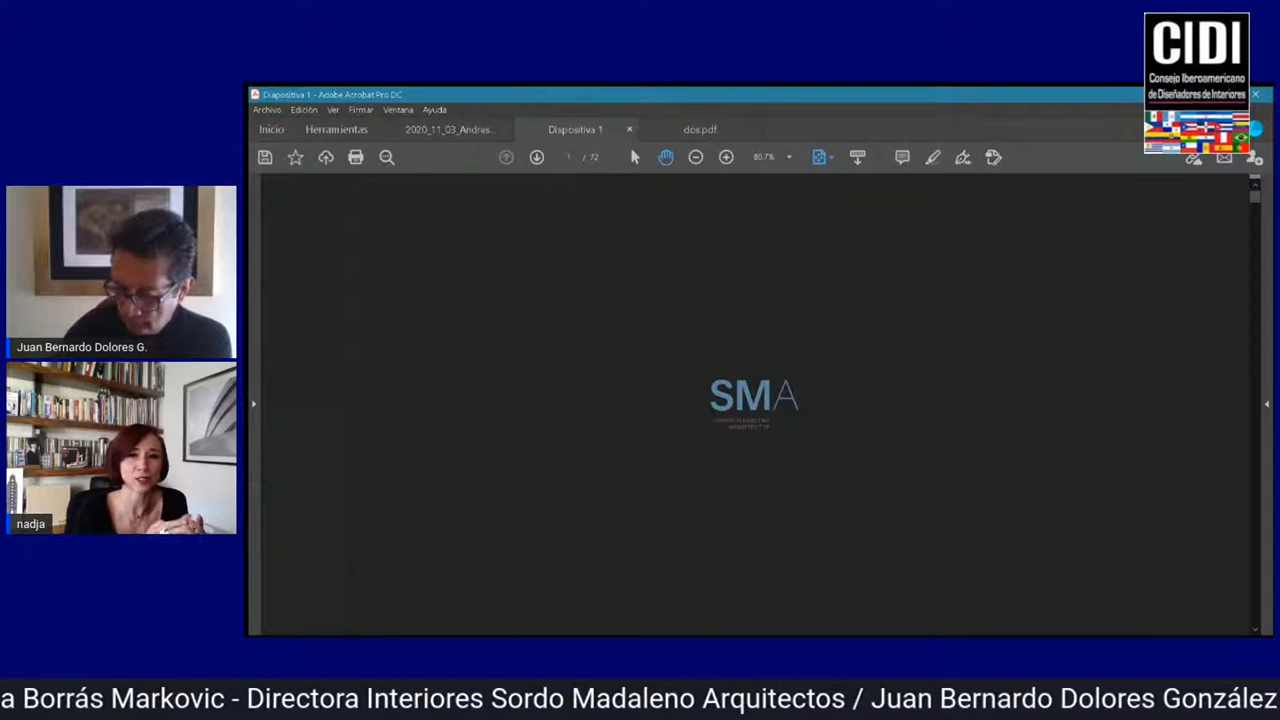 CIDI
Consejo Iberoamericano
de Diseñadores de Interiores
Diapositiva 1 - Adobe Acrobat Pro DC
Archivo Edición Ver Firmar Ventana Ayuda
Inicio Herramientas 2020_11_03_Andres... Diapositiva 1 dos.pdf
1 / 72 80.7%
Juan Bernardo Dolores G.
nadja
SMA
a Borrás Markovic - Directora Interiores Sordo Madaleno Arquitectos / Juan Bernardo Dolores González